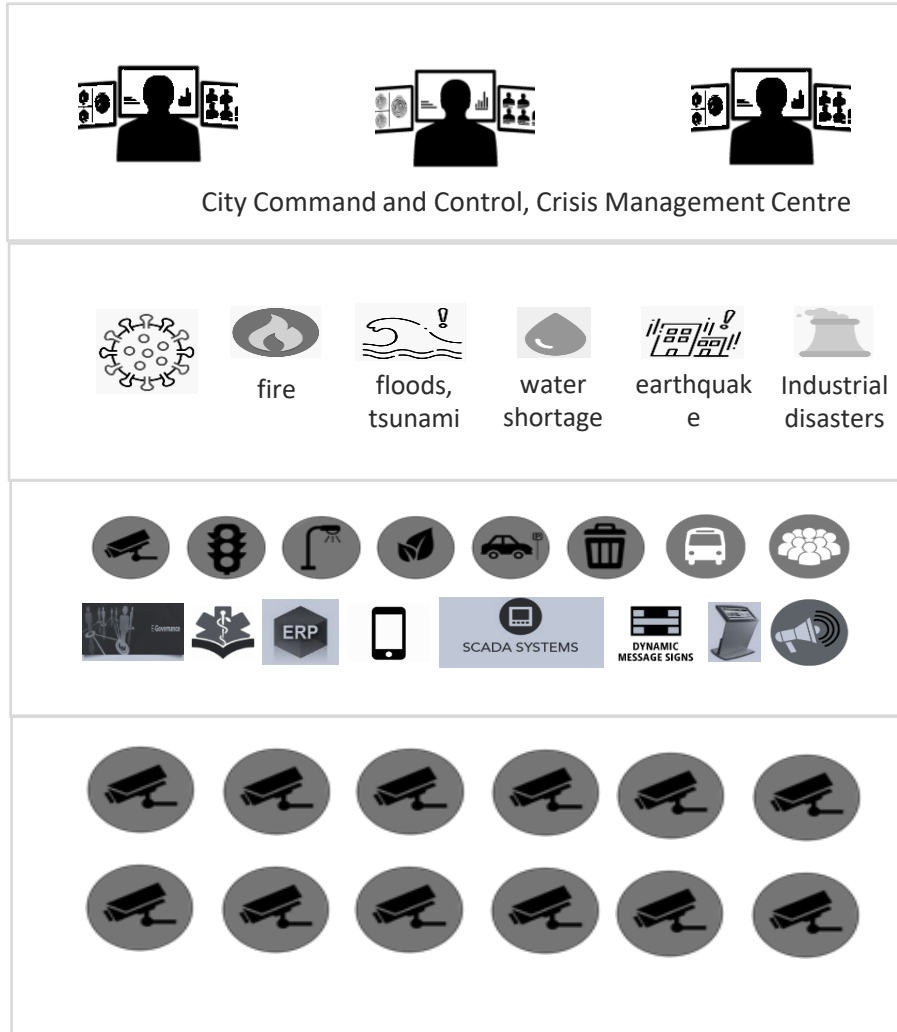 City Command and Control, Crisis Management Centre
fire
floods,
tsunami
water
shortage
earthquak
e
Industrial
disasters
E-Governance
ERP
SCADA SYSTEMS
DYNAMIC
MESSAGE SIGNS